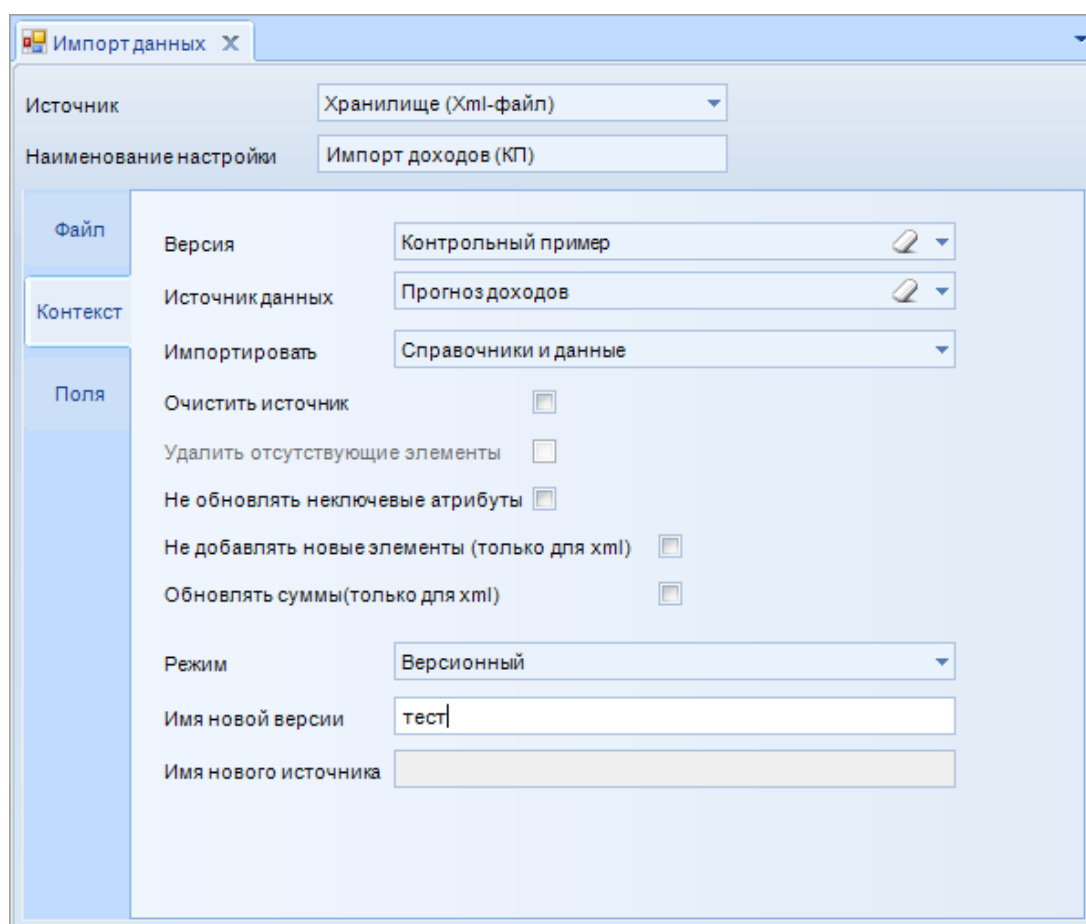 Импорт данных
Источник Хранилище (Xml-файл)
Наименование настройки Импорт доходов (КП)
Файл
Версия Контрольный пример
Источник данных Прогноз доходов
Контекст
Импортировать Справочники и данные
Поля
Очистить источник
Удалить отсутствующие элементы
Не обновлять неключевые атрибуты
Не добавлять новые элементы (только для xml)
Обновлять суммы(только для xml)
Режим Версионный
Имя новой версии тест
Имя нового источника